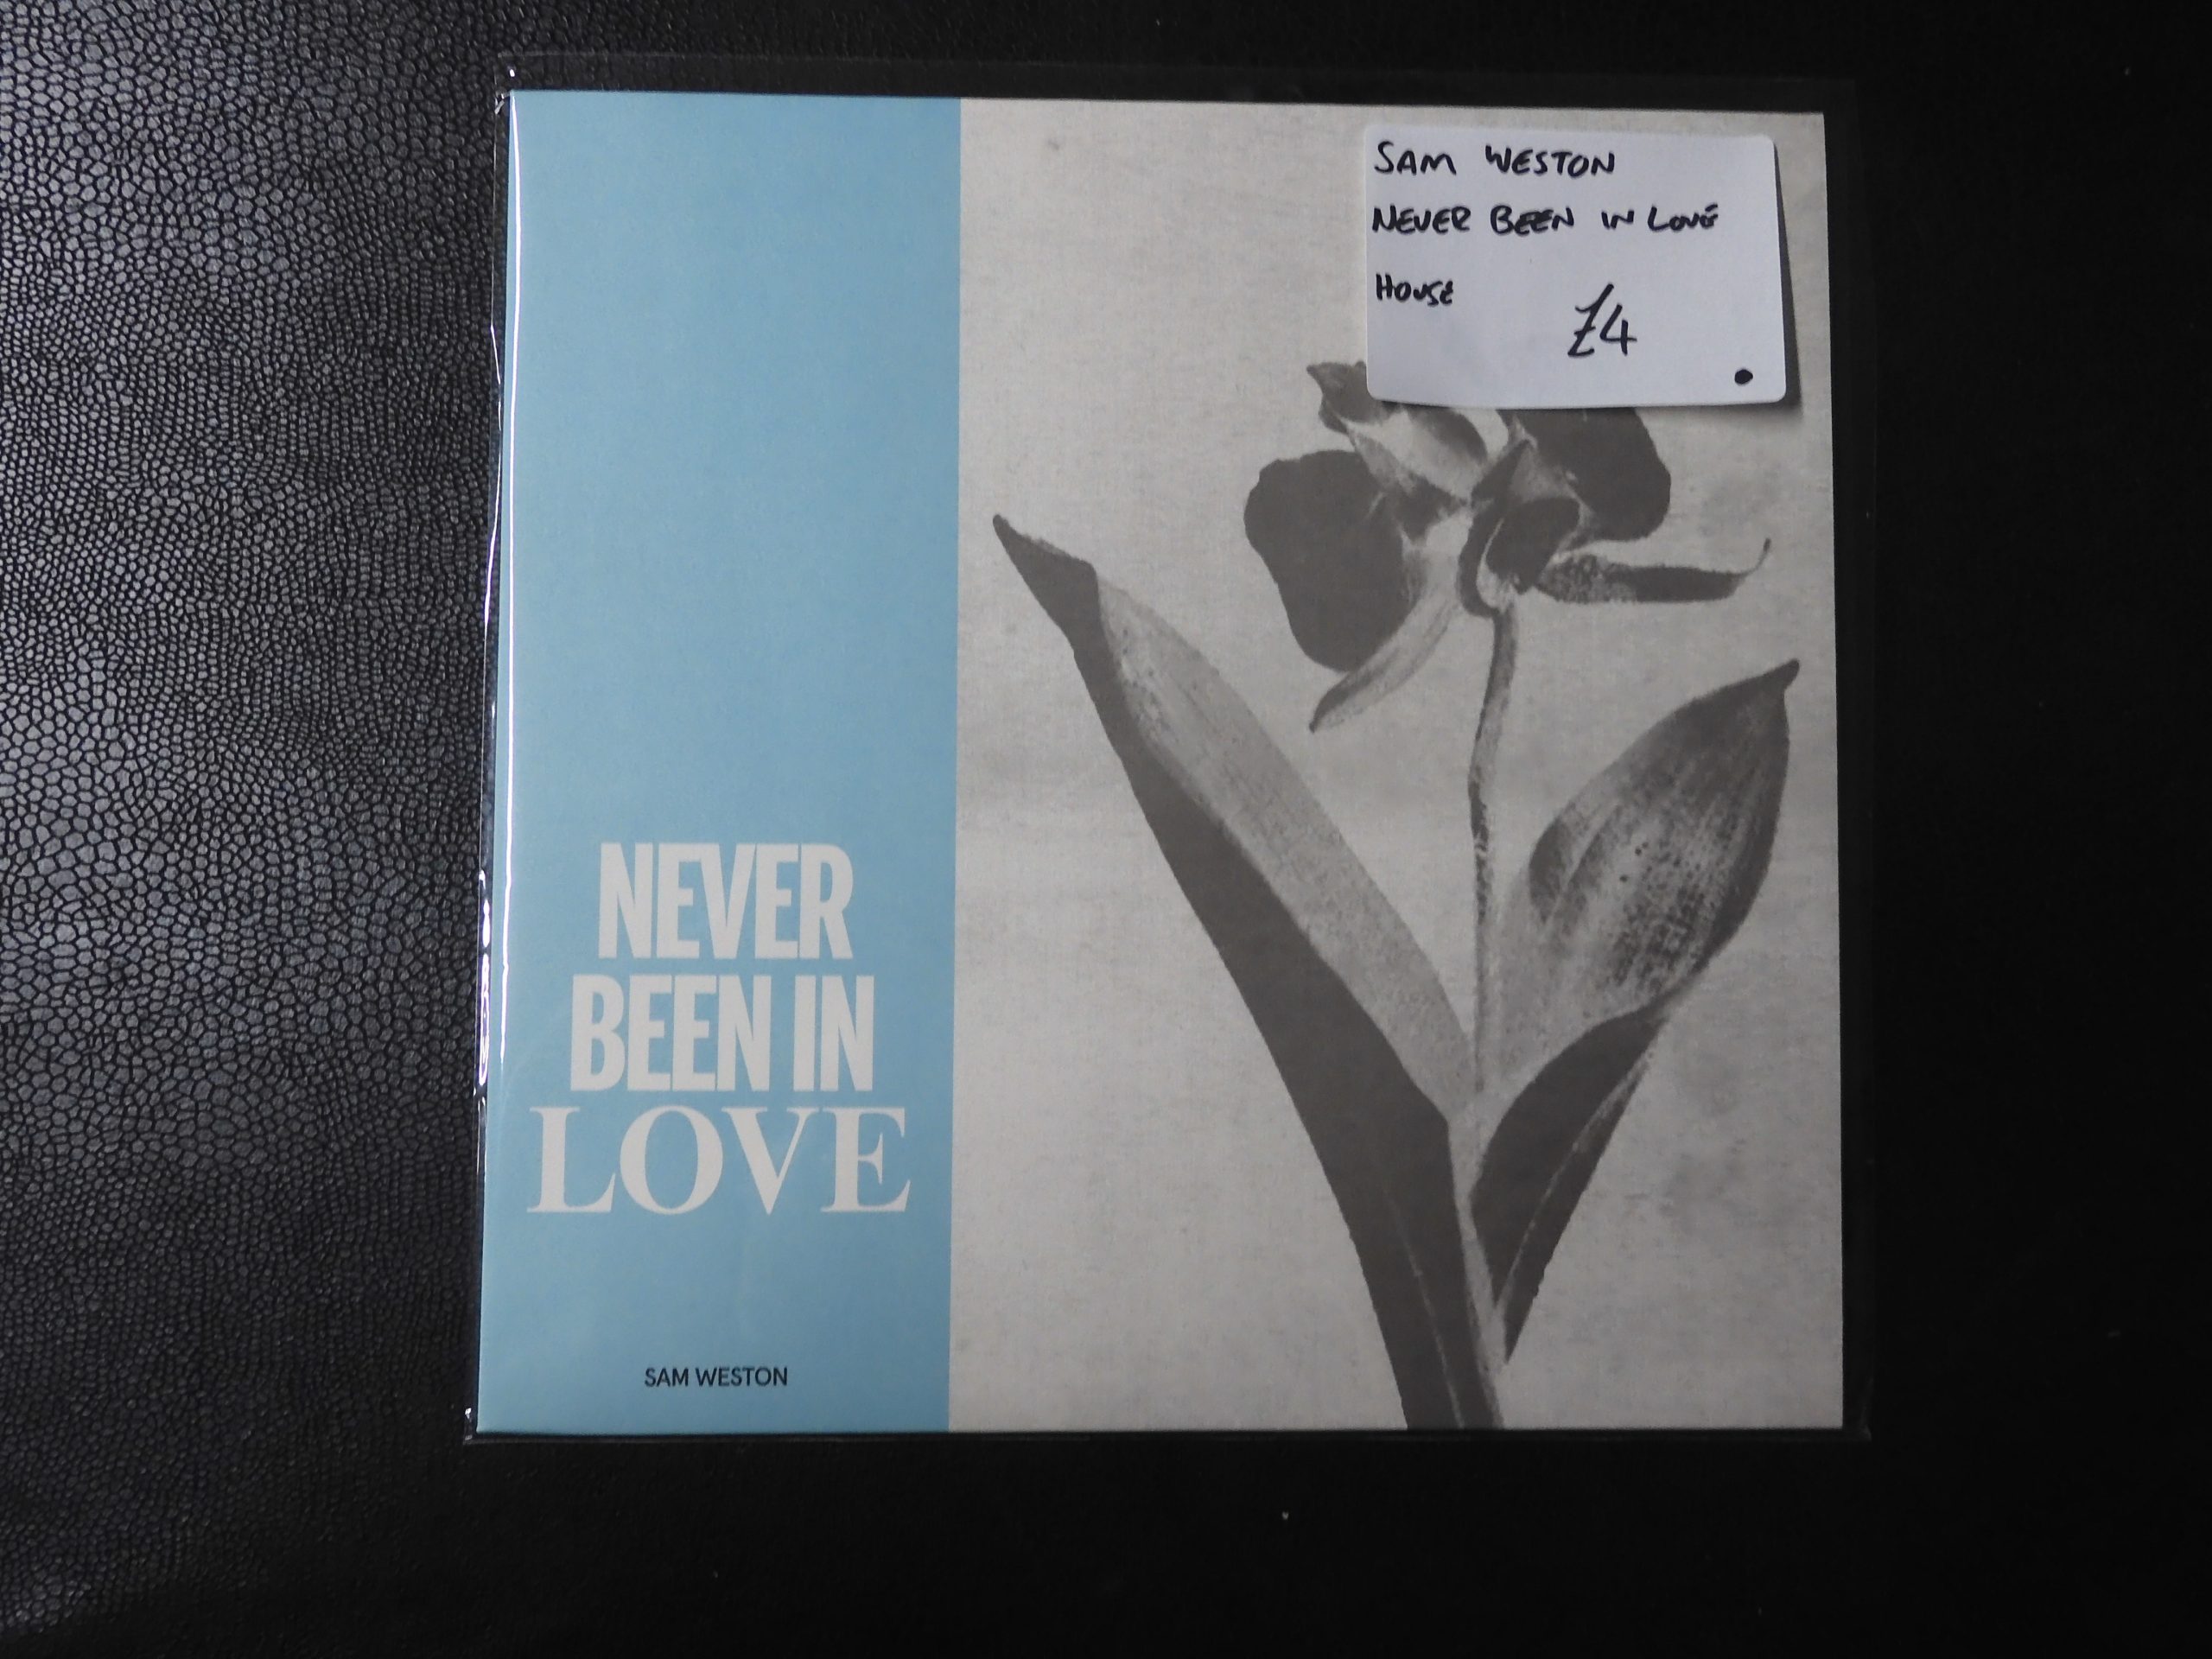 SAM WESTON
NEVER BEEN IN LOVE
HOUSE
£4
NEVER
BEEN IN
LOVE
SAM WESTON